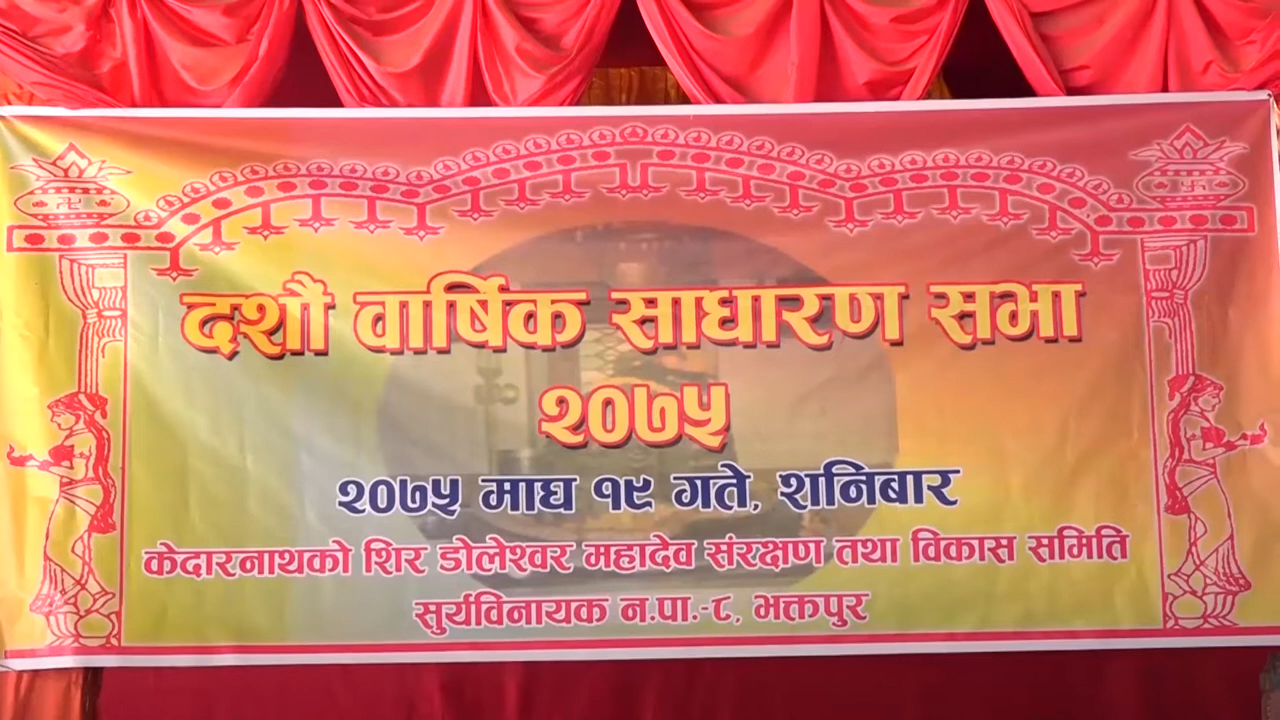 दशौं वार्षिक साधारण सभा
२०७५
२०७५ माघ १९ गते, शनिबार
केदारनाथको शिर डोलेश्वर महादेव संरक्षण तथा विकास समिति
सुर्यविनायक न.पा.-८, भक्तपुर